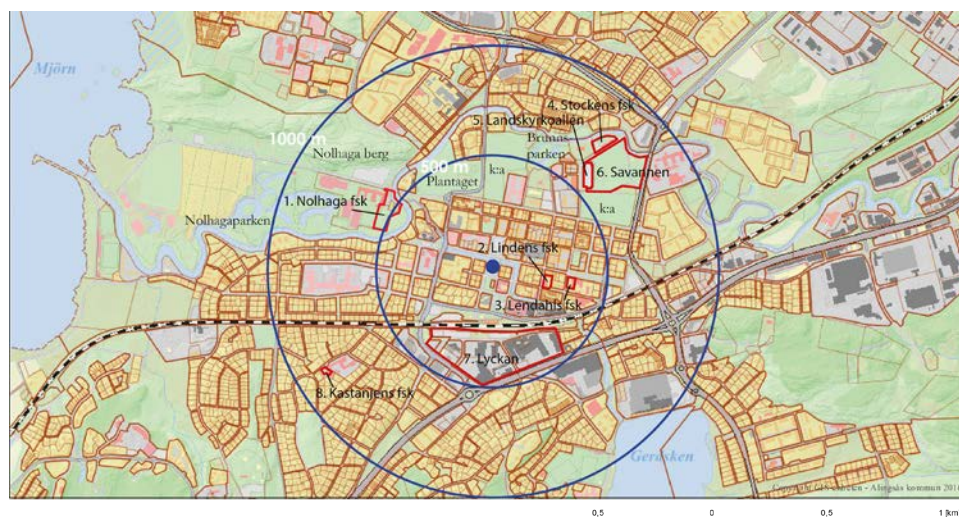 Mjörn
4. Stockens fsk
5. Landskyrkoallén
1000 m
Brunns-
parken
Nolhaga berg
500 m
k:a
6. Savannen
Plantaget
1. Nolhaga fsk
k:a
Nolhagaparken
2. Lindens fsk
3. Lendahls fsk
7. Lyckan
8. Kastanjens fsk
Gerdsken
Copyright GIS-enheten - Alingsås kommun 2016
0,5
0
0,5
1 km